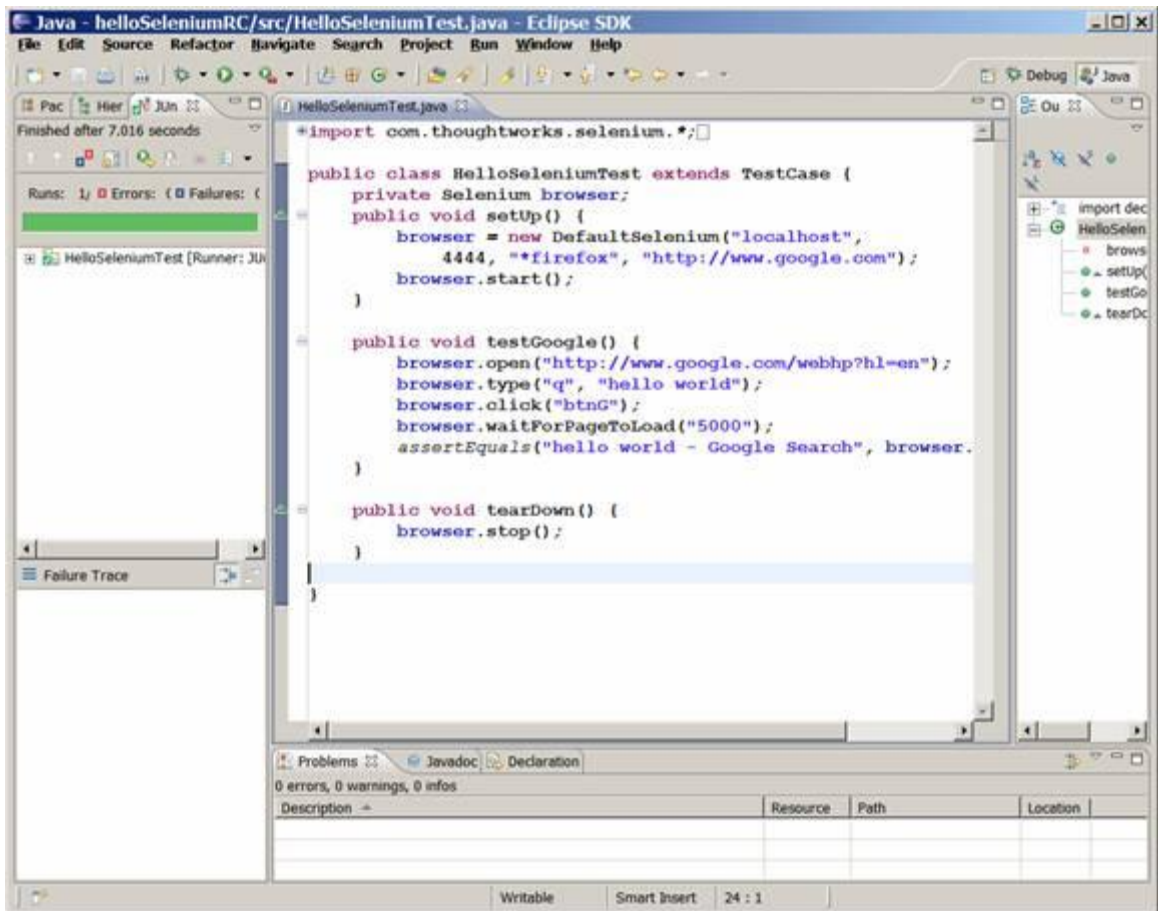 Java - helloSeleniumRC/src/HelloSeleniumTest.java - Eclipse SDK
File Edit Source Refactor Navigate Search Project Run Window Help
Debug Java
Pac Hier JUn
Finished after 7.016 seconds
Runs: 1/ Errors: ( Failures: (
HelloSeleniumTest [Runner: JUn
Failure Trace
HelloSeleniumTest.java
import com.thoughtworks.selenium.*;
public class HelloSeleniumTest extends TestCase {
private Selenium browser;
public void setUp() {
browser = new DefaultSelenium("localhost",
4444, "*firefox", "http://www.google.com");
browser.start();
}
public void testGoogle() {
browser.open("http://www.google.com/webhp?hl=en");
browser.type("q", "hello world");
browser.click("btnG");
browser.waitForPageToLoad("5000");
assertEquals("hello world - Google Search", browser.
}
public void tearDown() {
browser.stop();
}
}
Ou
import dec
HelloSelen
brows
setUp(
testGo
tearDo
Problems Javadoc Declaration
0 errors, 0 warnings, 0 infos
Description Resource Path Location
Writable Smart Insert 24 : 1